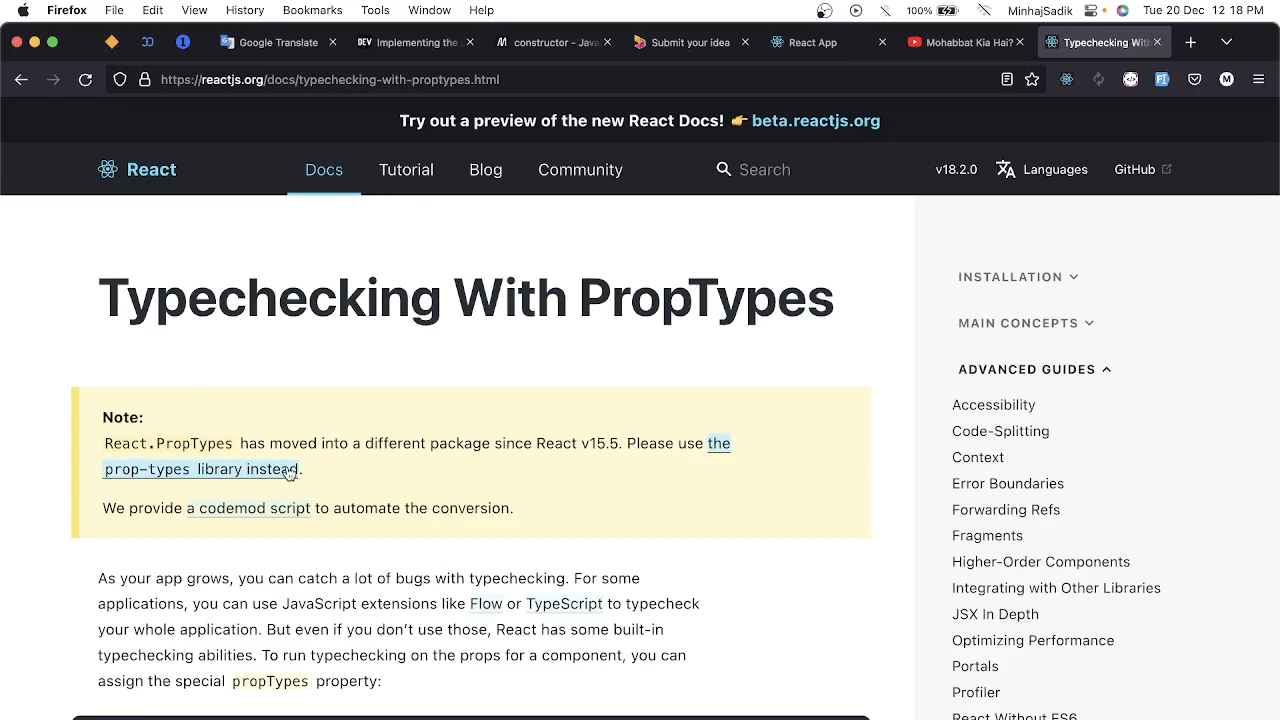 Firefox File Edit View History Bookmarks Tools Window Help 100% MinhajSadik Tue 20 Dec 12:18 PM
Google Translate DEV Implementing the constructor - Java Submit your idea React App Mohabbat Kia Hai? Typechecking With
https://reactjs.org/docs/typechecking-with-proptypes.html M
Try out a preview of the new React Docs! 👉 beta.reactjs.org
React Docs Tutorial Blog Community Search v18.2.0 Languages GitHub
Typechecking With PropTypes
Note:
React.PropTypes has moved into a different package since React v15.5. Please use the
prop-types library instead.
We provide a codemod script to automate the conversion.
As your app grows, you can catch a lot of bugs with typechecking. For some
applications, you can use JavaScript extensions like Flow or TypeScript to typecheck
your whole application. But even if you don’t use those, React has some built-in
typechecking abilities. To run typechecking on the props for a component, you can
assign the special propTypes property:
INSTALLATION
MAIN CONCEPTS
ADVANCED GUIDES
Accessibility
Code-Splitting
Context
Error Boundaries
Forwarding Refs
Fragments
Higher-Order Components
Integrating with Other Libraries
JSX In Depth
Optimizing Performance
Portals
Profiler
React Without ES6